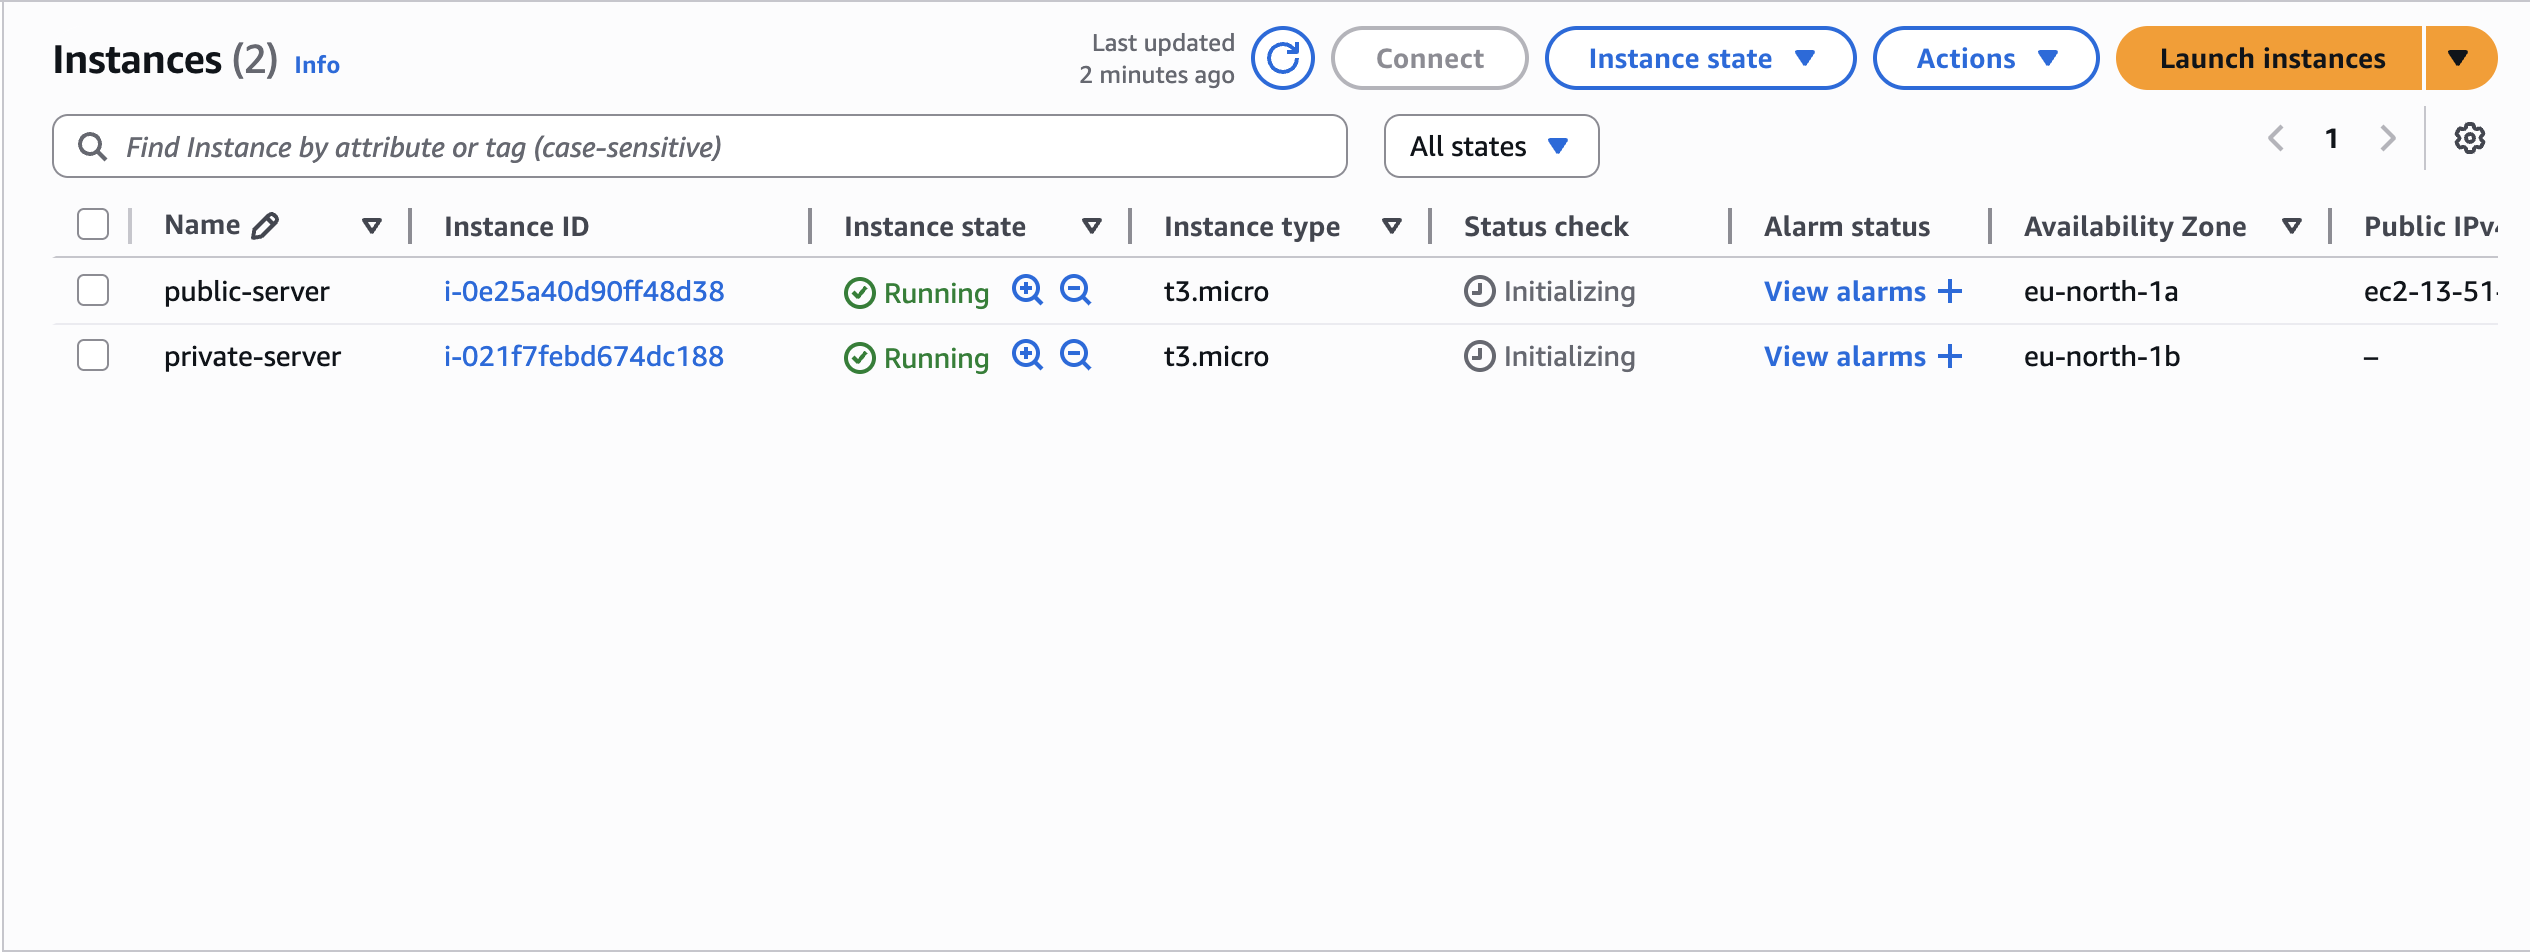 Instances (2) Info
Last updated
2 minutes ago
Connect
Instance state
Actions
Launch instances
Find Instance by attribute or tag (case-sensitive)
All states
1
Name Instance ID Instance state Instance type Status check Alarm status Availability Zone Public IPv4
public-server i-0e25a40d90ff48d38 Running t3.micro Initializing View alarms + eu-north-1a ec2-13-51-
private-server i-021f7febd674dc188 Running t3.micro Initializing View alarms + eu-north-1b –